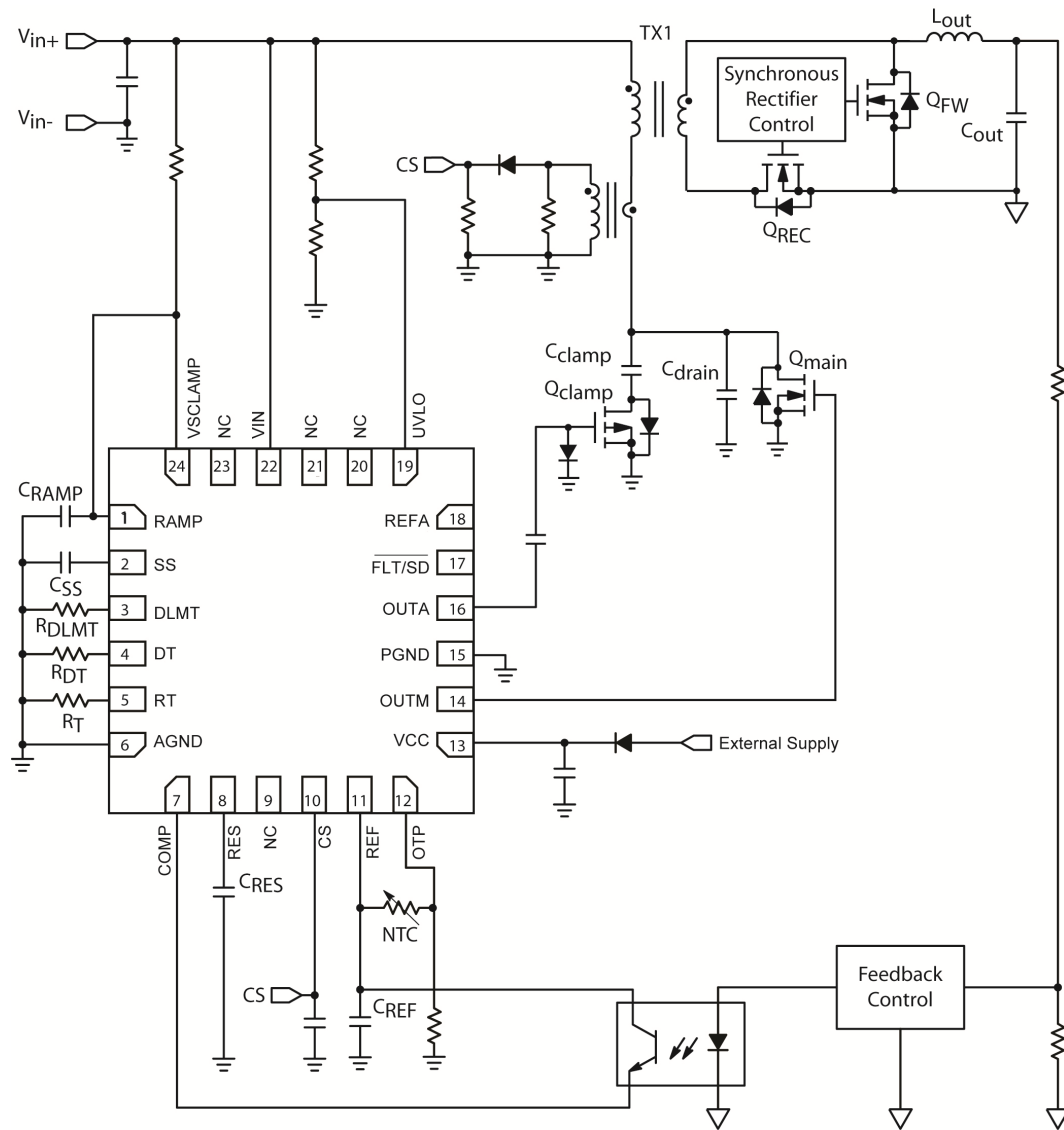 Vin+
TX1
Lout
Synchronous
Rectifier
Control
QFW
Cout
Vin-
CS
QREC
Cclamp
Cdrain
Qmain
Qclamp
VSCLAMP
NC
VIN
NC
NC
UVLO
24
23
22
21
20
19
CRAMP
1
RAMP
REFA
18
2
SS
FLT/SD
17
CSS
3
DLMT
OUTA
16
RDLMT
4
DT
PGND
15
RDT
5
RT
OUTM
14
RT
6
AGND
VCC
13
External Supply
7
8
9
10
11
12
COMP
RES
NC
CS
REF
OTP
CRES
NTC
CS
CREF
Feedback
Control